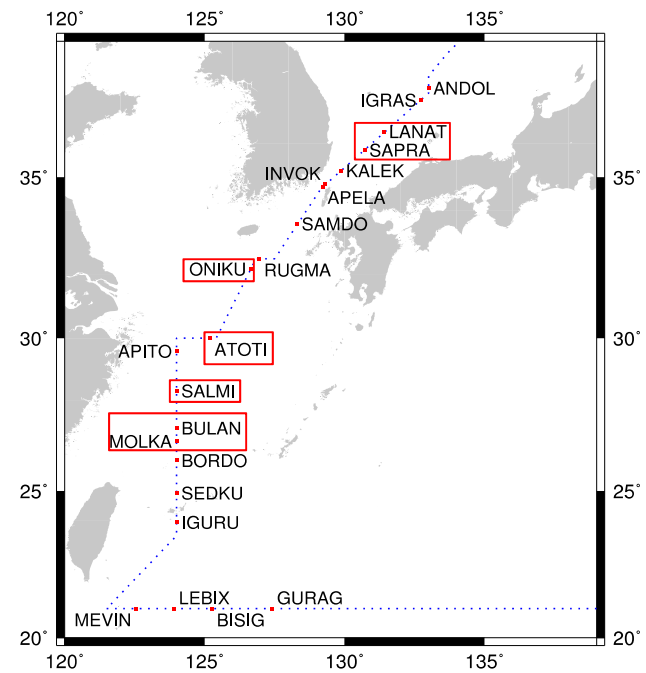 120° 125° 130° 135°
ANDOL
IGRAS
LANAT
SAPRA
35° INVOK KALEK 35°
APELA
SAMDO
ONIKU RUGMA
30° APITO ATOTI 30°
SALMI
BULAN
MOLKA
BORDO
25° SEDKU 25°
IGURU
LEBIX GURAG
MEVIN BISIG
20° 20°
120° 125° 130° 135°